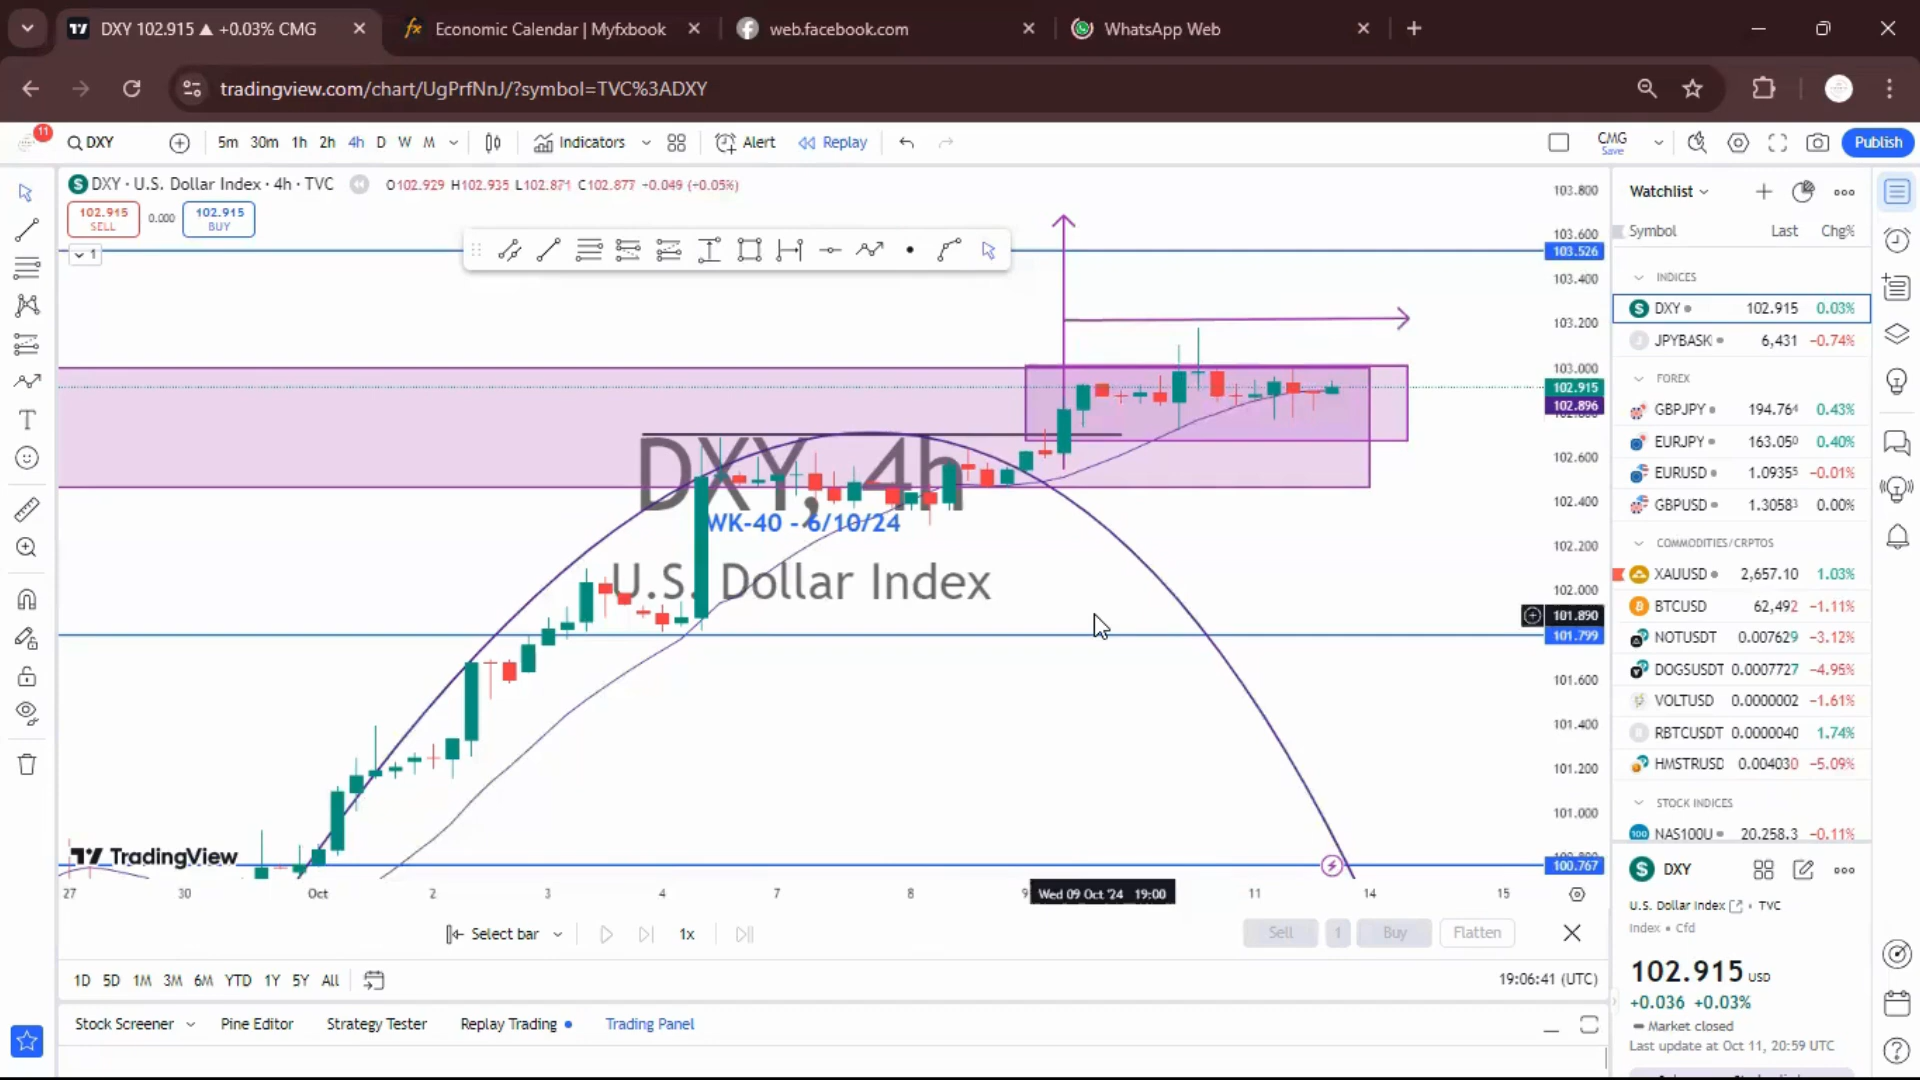 DXY 102.915 ▲ +0.03% CMG
Economic Calendar | Myfxbook
web.facebook.com
WhatsApp Web
tradingview.com/chart/UgPrfNnJ/?symbol=TVC%3ADXY
11
DXY
5m 30m 1h 2h 4h D W M
Indicators
Alert
Replay
CMG
Save
Publish
DXY · U.S. Dollar Index · 4h · TVC
O102.929 H102.935 L102.871 C102.877 −0.049 (−0.05%)
102.915
SELL
0.000
102.915
BUY
1
DXY, 4h
WK-40 - 6/10/24
U.S. Dollar Index
TradingView
103.800
103.600
103.526
103.400
103.200
103.000
102.915
102.896
102.600
102.400
102.200
102.000
101.890
101.799
101.600
101.400
101.200
101.000
100.767
27 30 Oct 2 3 4 7 8 9 Wed 09 Oct '24 19:00 11 14 15
Select bar
1x
Sell
1
Buy
Flatten
1D 5D 1M 3M 6M YTD 1Y 5Y All
19:06:41 (UTC)
Stock Screener
Pine Editor
Strategy Tester
Replay Trading
Trading Panel
Watchlist
Symbol Last Chg%
INDICES
DXY 102.915 0.03%
JPYBASK 6,431 −0.74%
FOREX
GBPJPY 194.764 0.43%
EURJPY 163.050 0.40%
EURUSD 1.09355 −0.01%
GBPUSD 1.30583 0.00%
COMMODITIES/CRPTOS
XAUUSD 2,657.10 1.03%
BTCUSD 62,492 −1.11%
NOTUSDT 0.007629 −3.12%
DOGSUSDT 0.0007727 −4.95%
VOLTUSD 0.0000002 −1.61%
RBTCUSDT 0.0000040 1.74%
HMSTRUSD 0.004030 −5.09%
STOCK INDICES
NAS100U 20,258.3 −0.11%
DXY
U.S. Dollar Index • TVC
Index • Cfd
102.915 USD
+0.036 +0.03%
Market closed
Last update at Oct 11, 20:59 UTC